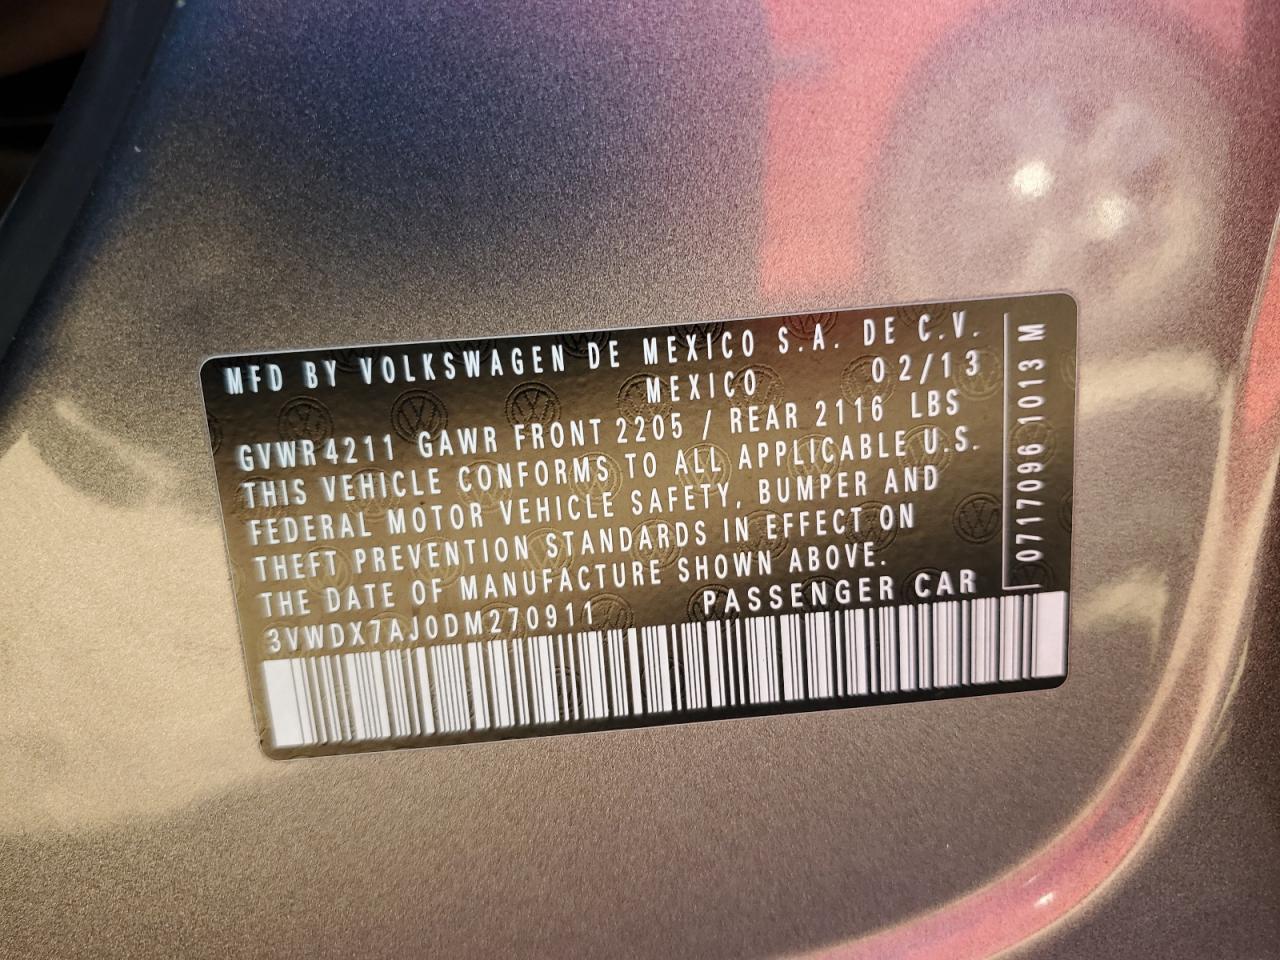 MFD BY VOLKSWAGEN DE MEXICO S.A. DE C.V.
MEXICO 02/13
GVWR 4211 GAWR FRONT 2205 / REAR 2116 LBS
THIS VEHICLE CONFORMS TO ALL APPLICABLE U.S.
FEDERAL MOTOR VEHICLE SAFETY, BUMPER AND
THEFT PREVENTION STANDARDS IN EFFECT ON
THE DATE OF MANUFACTURE SHOWN ABOVE.
3VWDX7AJ0DM270911 PASSENGER CAR
0717096 1013 M